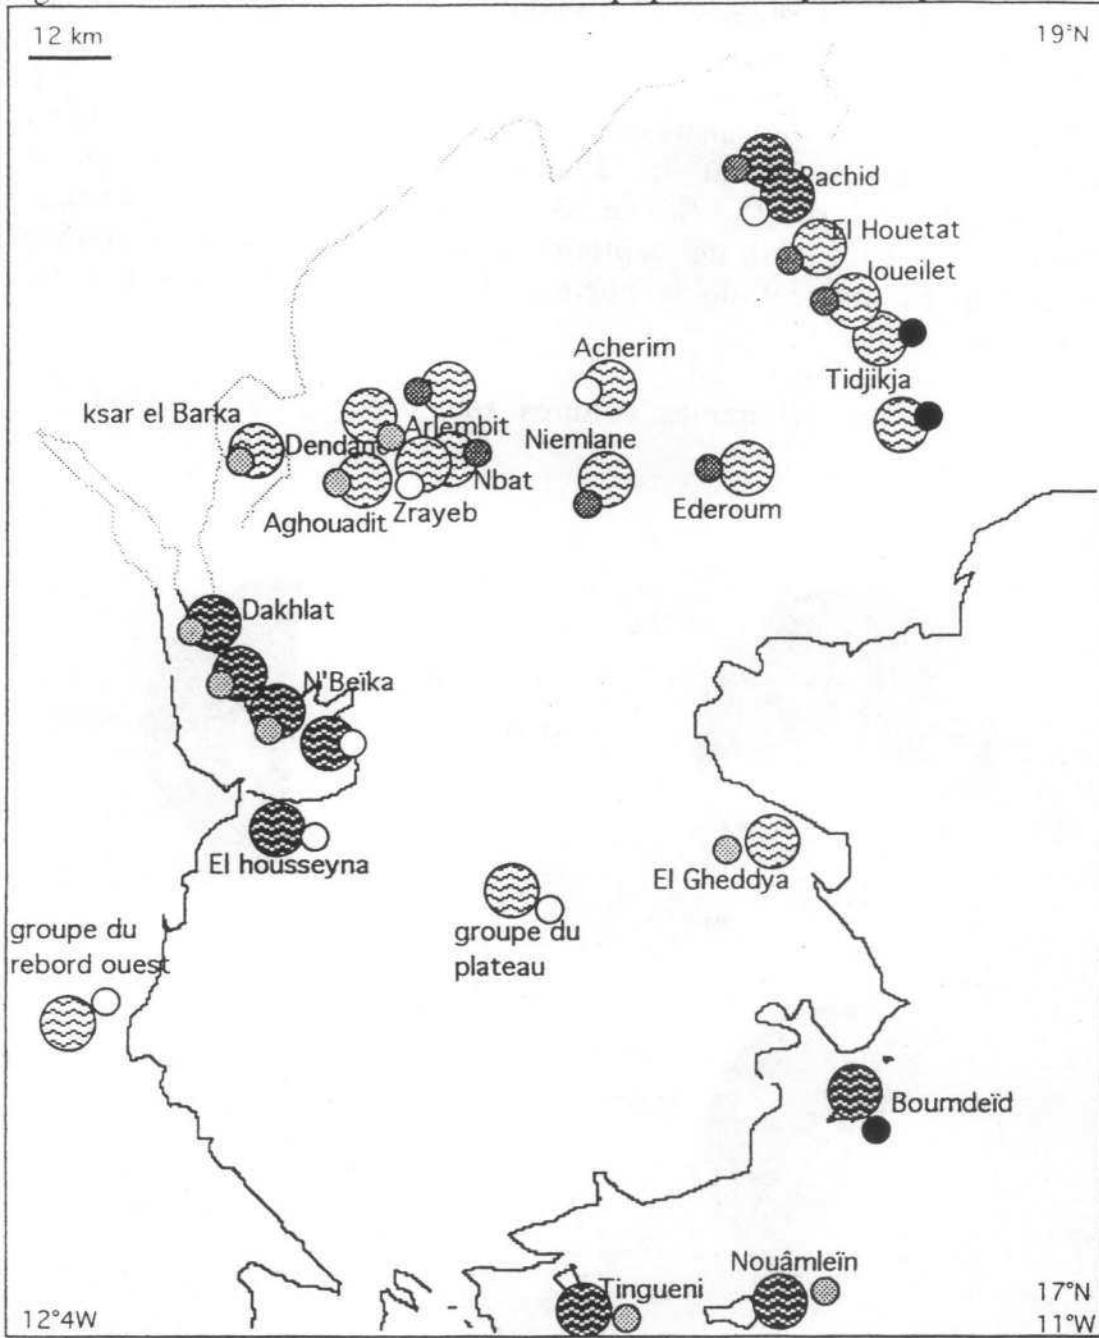 12 km
19°N
Rachid
El Houetat
Joueilet
Acherim
Tidjikja
ksar el Barka
Dendane
Arlembit
Niemlane
Nbat
Aghouadit
Zrayeb
Ederoum
Dakhlat
N'Beïka
El housseyna
El Gheddya
groupe du
rebord ouest
groupe du
plateau
Boumdeïd
Nouâmleïn
Tingueni
17°N
12°4W
11°W